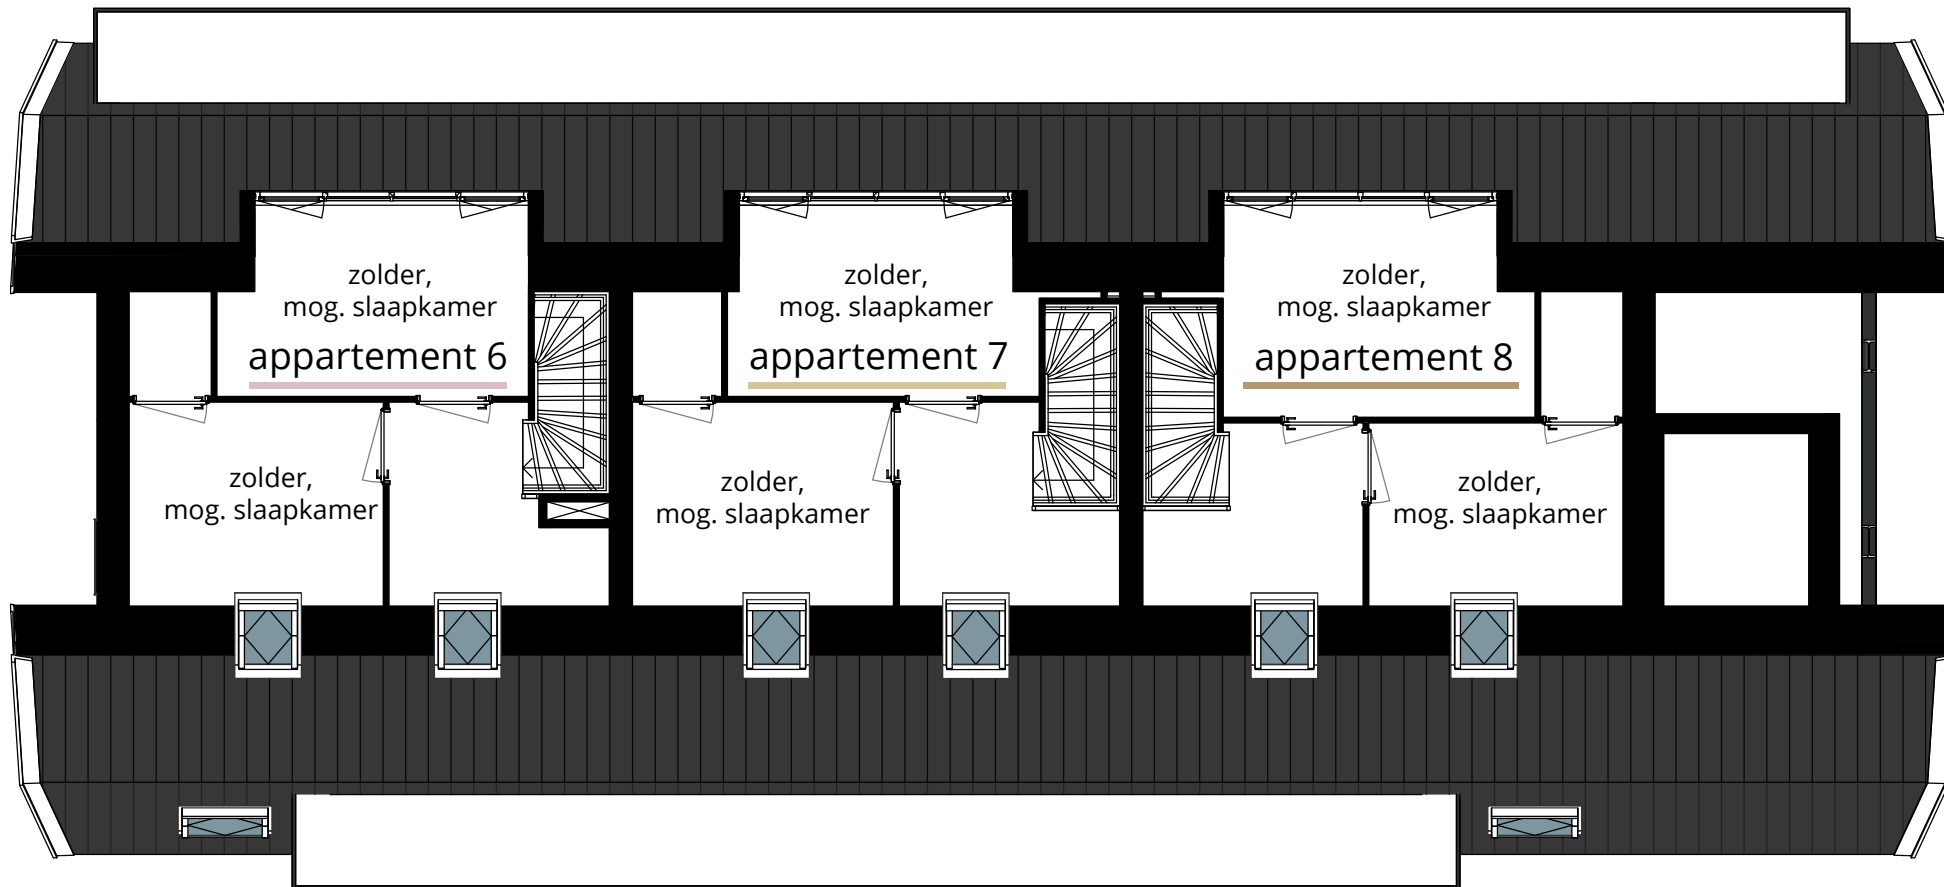 zolder,
mog. slaapkamer
appartement 6
zolder,
mog. slaapkamer
appartement 7
zolder,
mog. slaapkamer
appartement 8
zolder,
mog. slaapkamer
zolder,
mog. slaapkamer
zolder,
mog. slaapkamer